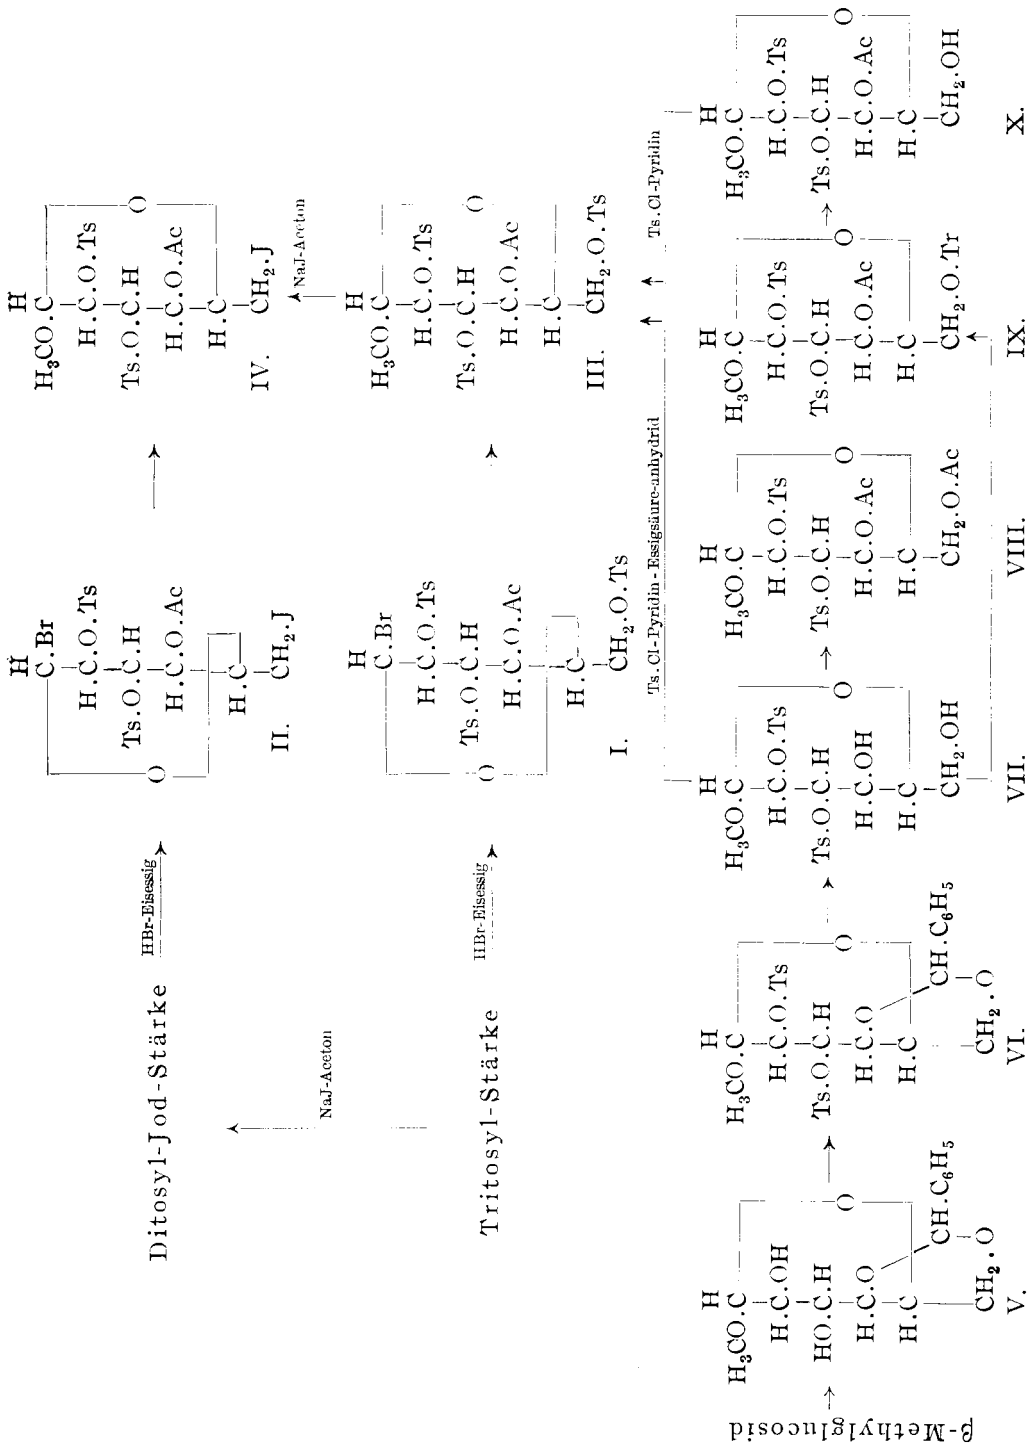 Ditosyl-Jod-Stärke
HBr-Eisessig
H
C.Br
H.C.O.Ts
Ts.O.C.H
H.C.O.Ac
O
H.C
CH₂.J
II.
H
H₃CO.C
H.C.O.Ts
Ts.O.C.H
O
H.C.O.Ac
H.C
CH₂.J
IV.
NaJ-Aceton
NaJ-Aceton
Tritosyl-Stärke
HBr-Eisessig
H
C.Br
H.C.O.Ts
Ts.O.C.H
O
H.C.O.Ac
H.C
CH₂.O.Ts
I.
H
H₃CO.C
H.C.O.Ts
Ts.O.C.H
O
H.C.O.Ac
H.C
CH₂.O.Ts
III.
Ts.Cl-Pyridin-Essigsäure-anhydrid
Ts.Cl-Pyridin
β-Methylglucosid
H
H₃CO.C
H.C.OH
HO.C.H
O
H.C.O
H.C
CH.C₆H₅
CH₂.O
V.
H
H₃CO.C
H.C.O.Ts
Ts.O.C.H
O
H.C.O
H.C
CH.C₆H₅
CH₂.O
VI.
H
H₃CO.C
H.C.O.Ts
Ts.O.C.H
O
H.C.OH
H.C
CH₂.OH
VII.
H
H₃CO.C
H.C.O.Ts
Ts.O.C.H
O
H.C.O.Ac
H.C
CH₂.O.Ac
VIII.
H
H₃CO.C
H.C.O.Ts
Ts.O.C.H
O
H.C.O.Ac
H.C
CH₂.O.Tr
IX.
H
H₃CO.C
H.C.O.Ts
Ts.O.C.H
O
H.C.O.Ac
H.C
CH₂.OH
X.